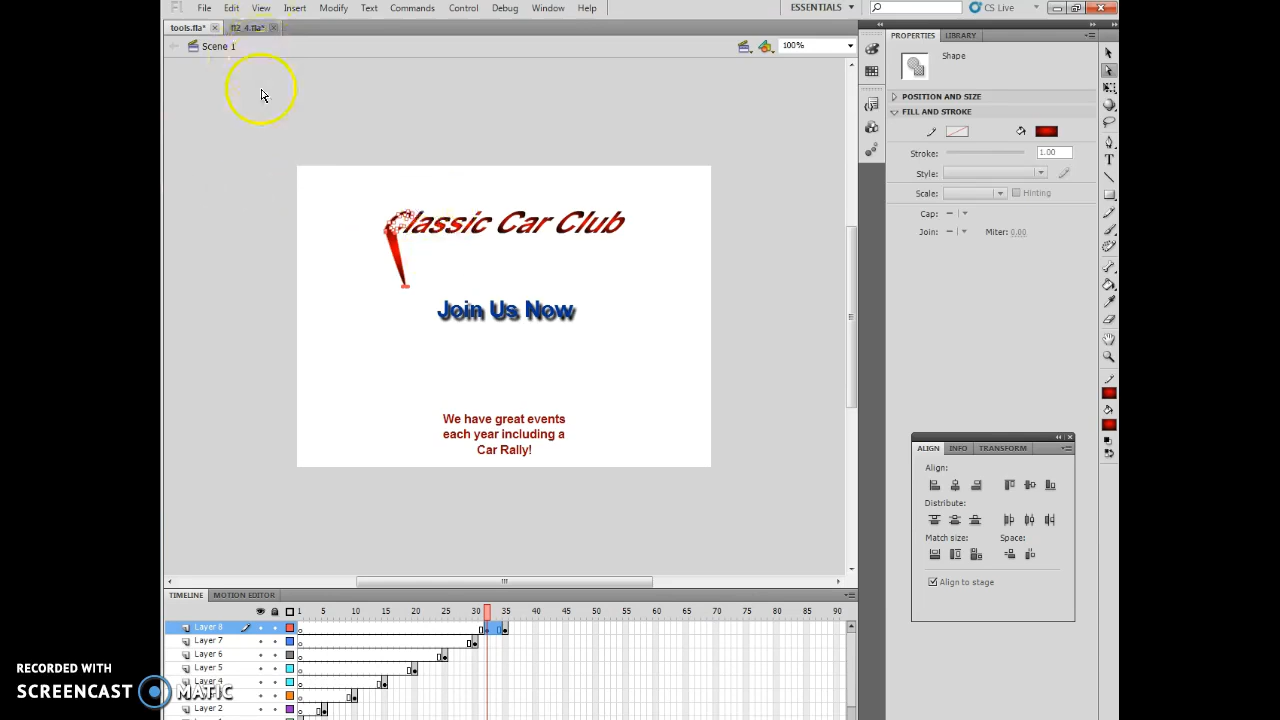 File Edit View Insert Modify Text Commands Control Debug Window Help
ESSENTIALS
CS Live
tools.fla*
fl2_4.fla*
Scene 1
100%
PROPERTIES LIBRARY
Shape
POSITION AND SIZE
FILL AND STROKE
Stroke: 1.00
Style:
Scale: Hinting
Cap:
Join: Miter: 0.00
Classic Car Club
Join Us Now
We have great events
each year including a
Car Rally!
ALIGN INFO TRANSFORM
Align:
Distribute:
Match size: Space:
Align to stage
TIMELINE MOTION EDITOR
1 5 10 15 20 25 30 35 40 45 50 55 60 65 70 75 80 85 90
Layer 8
Layer 7
Layer 6
Layer 5
Layer 4
Layer 2
RECORDED WITH
SCREENCAST MATIC